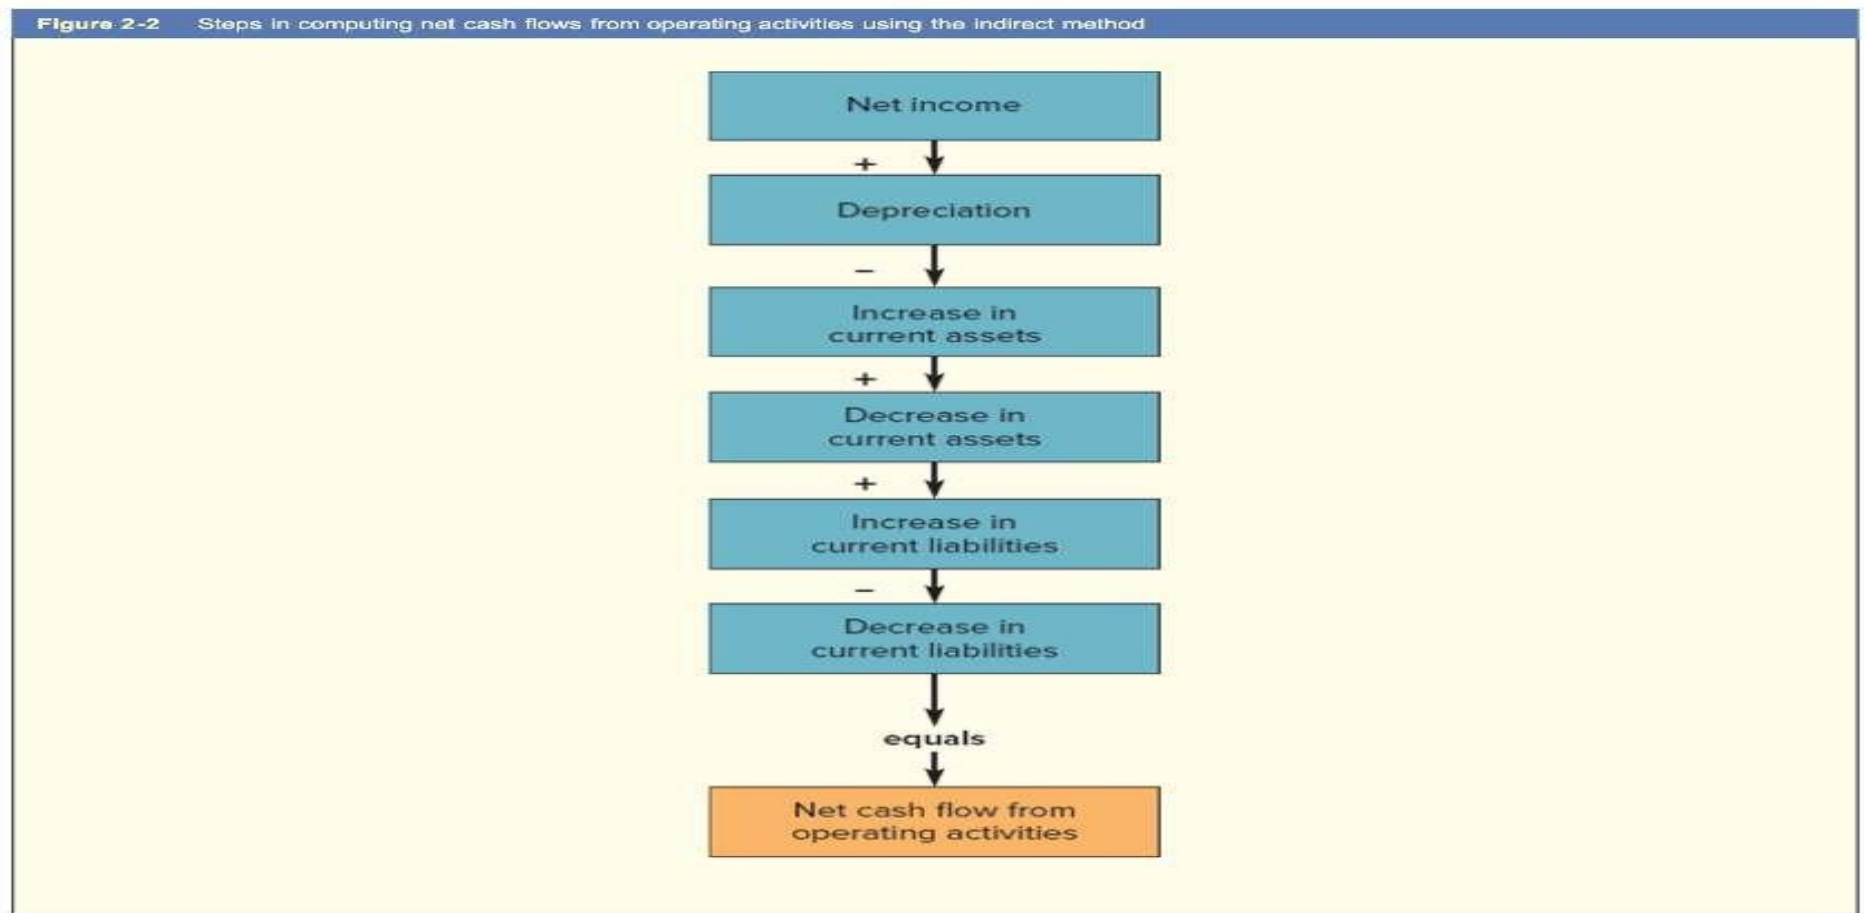 Figure 2-2 Steps in computing net cash flows from operating activities using the indirect method
Net income
+
Depreciation
–
Increase in
current assets
+
Decrease in
current assets
+
Increase in
current liabilities
–
Decrease in
current liabilities
equals
Net cash flow from
operating activities